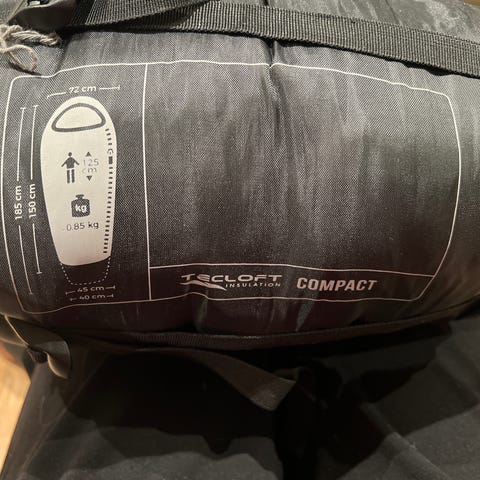 72 cm
185 cm
150 cm
125
cm
kg
0.85 kg
45 cm
40 cm
TECLOFT
INSULATION
COMPACT